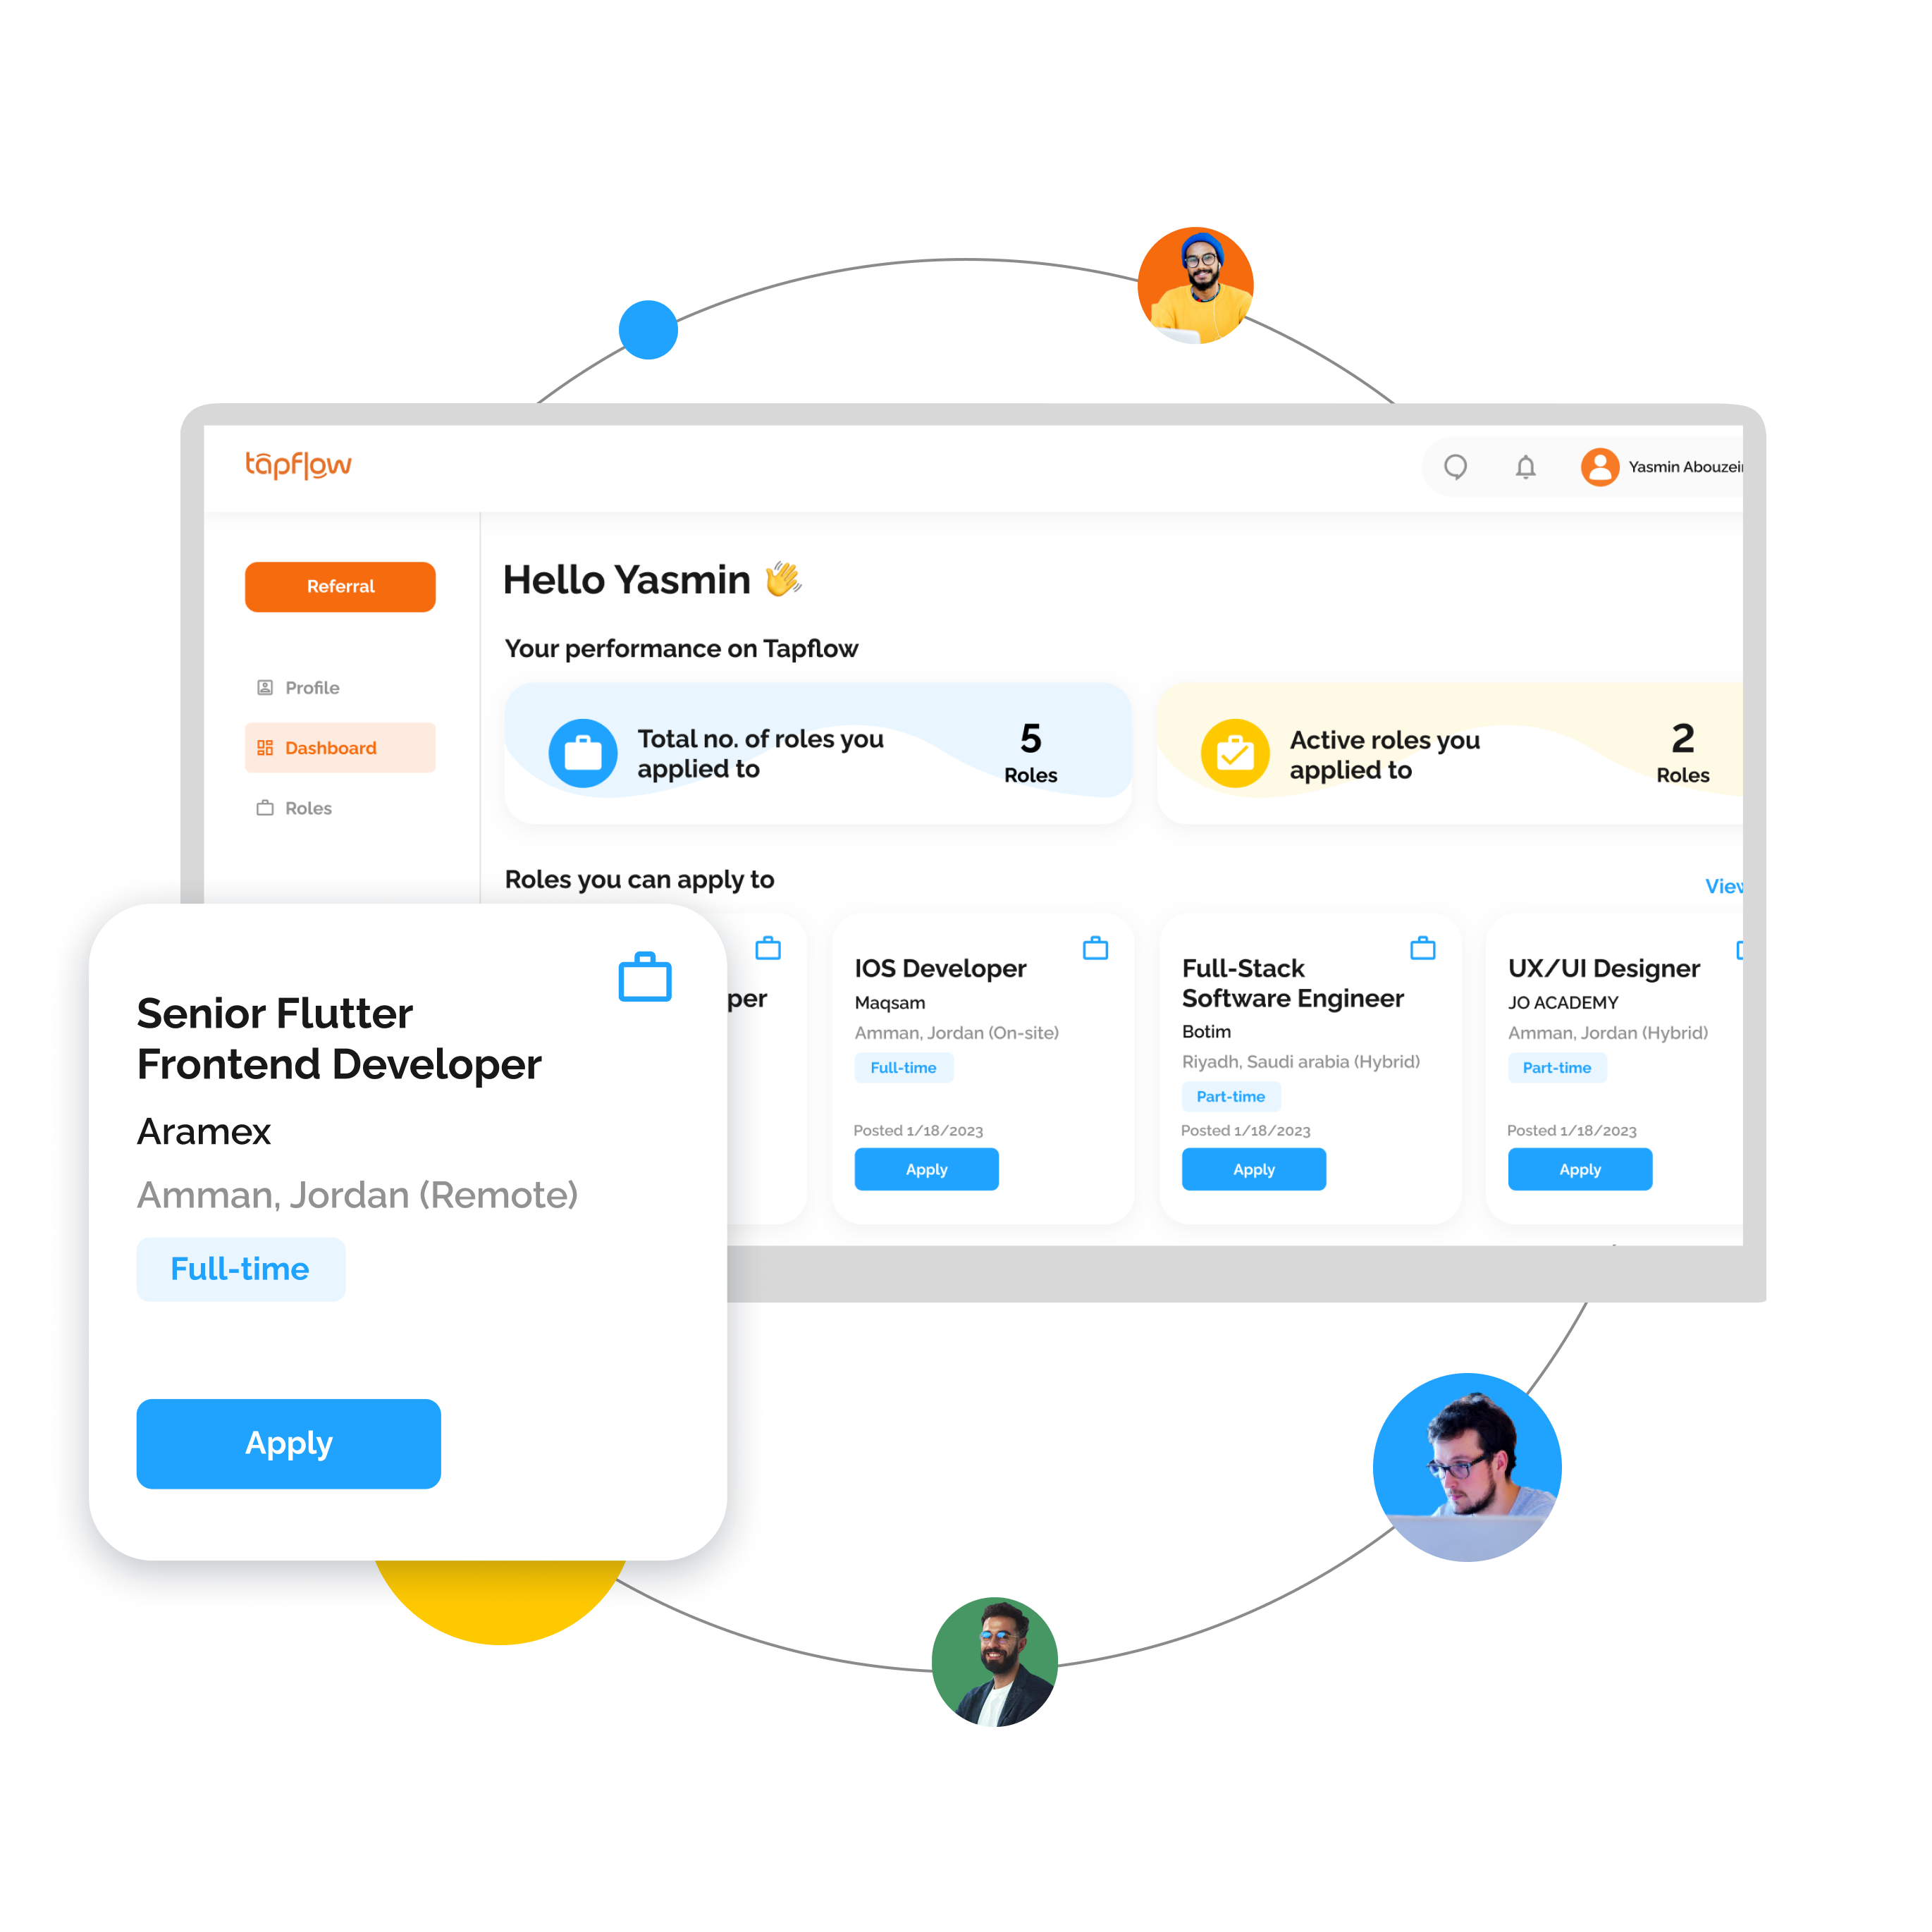 tapflow
Yasmin Abouzei
Referral
Profile
Dashboard
Roles
Hello Yasmin 👋
Your performance on Tapflow
Total no. of roles you
applied to
5
Roles
Active roles you
applied to
2
Roles
Roles you can apply to
View
Senior Flutter
Frontend Developer
Aramex
Amman, Jordan (Remote)
Full-time
Apply
per
IOS Developer
Maqsam
Amman, Jordan (On-site)
Full-time
Posted 1/18/2023
Apply
Full-Stack
Software Engineer
Botim
Riyadh, Saudi arabia (Hybrid)
Part-time
Posted 1/18/2023
Apply
UX/UI Designer
JO ACADEMY
Amman, Jordan (Hybrid)
Part-time
Posted 1/18/2023
Apply